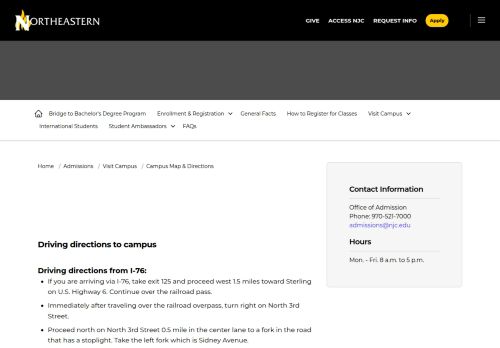 NORTHEASTERN
GIVE
ACCESS NJC
REQUEST INFO
Apply
Bridge to Bachelor's Degree Program
Enrollment & Registration
General Facts
How to Register for Classes
Visit Campus
International Students
Student Ambassadors
FAQs
Home / Admissions / Visit Campus / Campus Map & Directions
Driving directions to campus
Driving directions from I-76:
If you are arriving via I-76, take exit 125 and proceed west 1.5 miles toward Sterling
on U.S. Highway 6. Continue over the railroad pass.
Immediately after traveling over the railroad overpass, turn right on North 3rd
Street.
Proceed north on North 3rd Street 0.5 mile in the center lane to a fork in the road
that has a stoplight. Take the left fork which is Sidney Avenue.
Contact Information
Office of Admission
Phone: 970-521-7000
admissions@njc.edu
Hours
Mon. - Fri. 8 a.m. to 5 p.m.